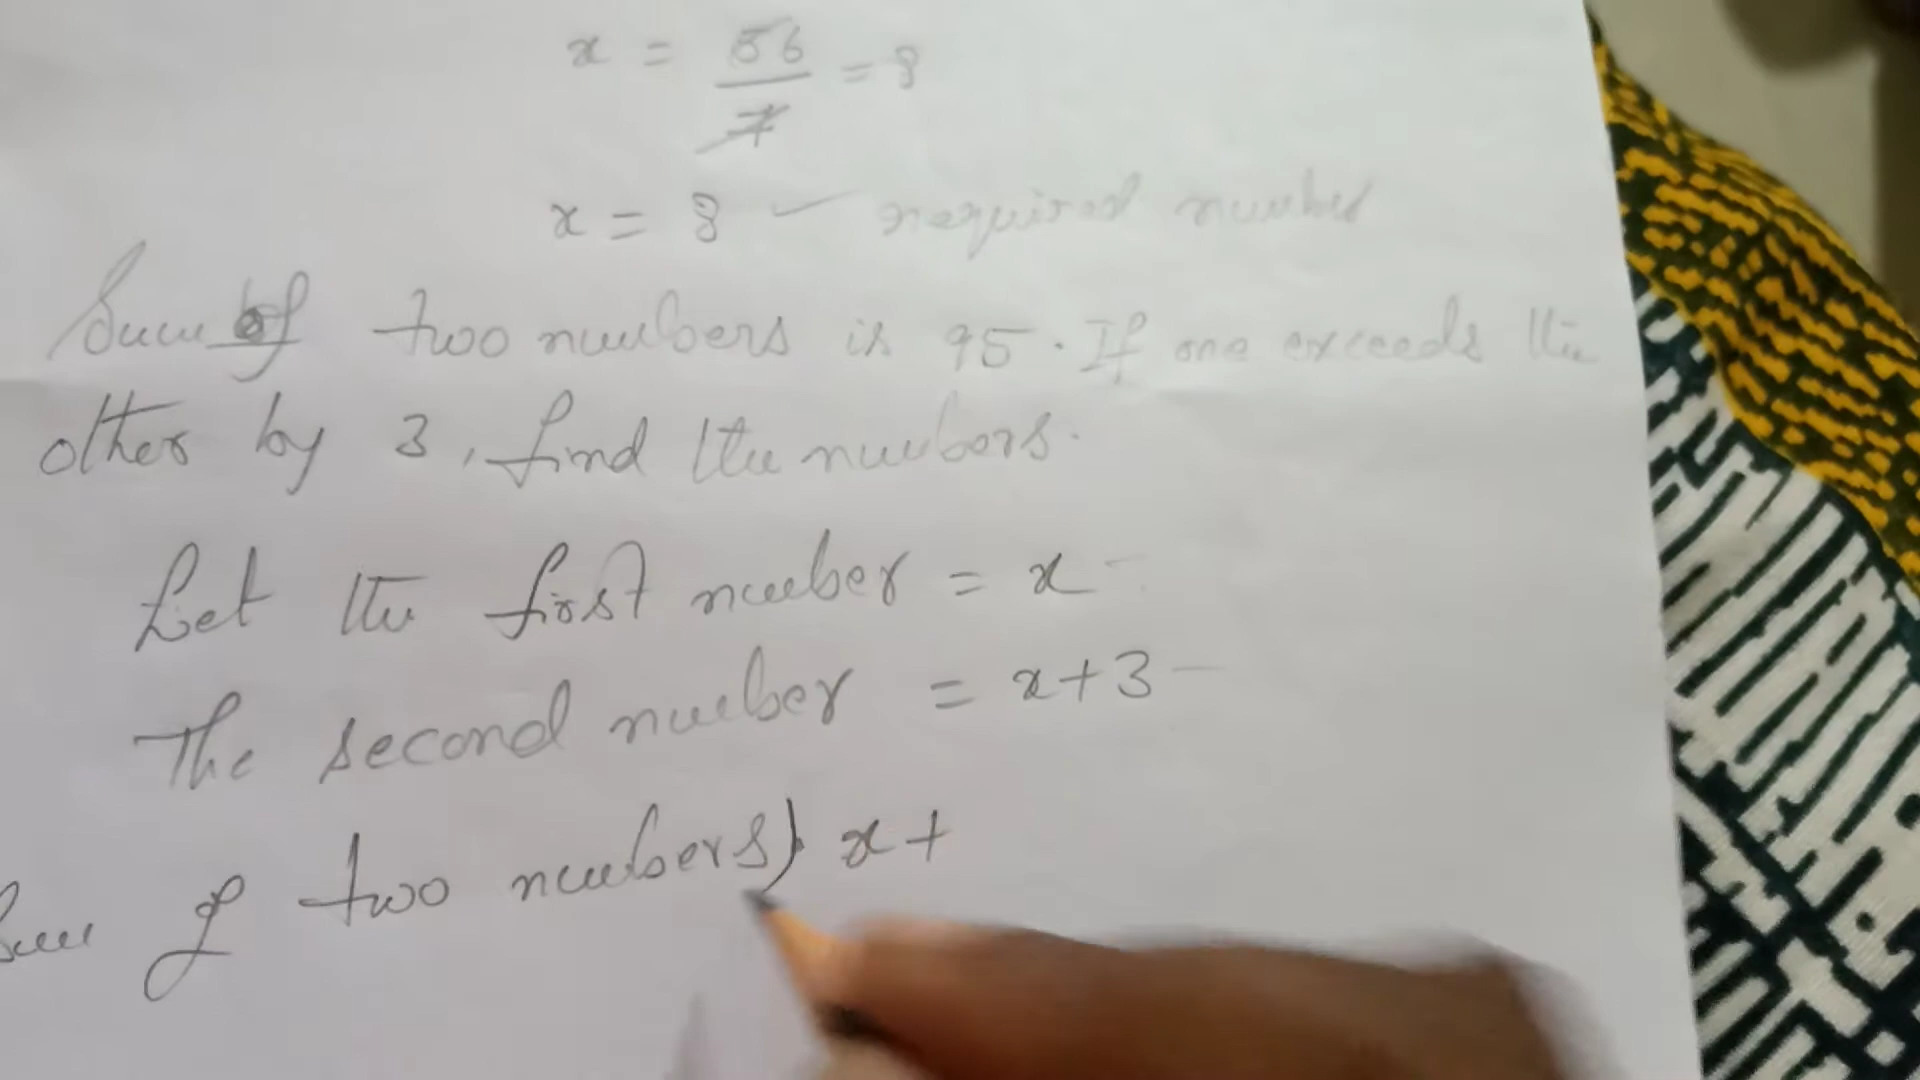 x = 56/7 = 8
x = 8 required number
Sum of two numbers is 95. If one exceeds the
other by 3, find the numbers.
Let the first number = x
The second number = x+3
Sum of two numbers) x+